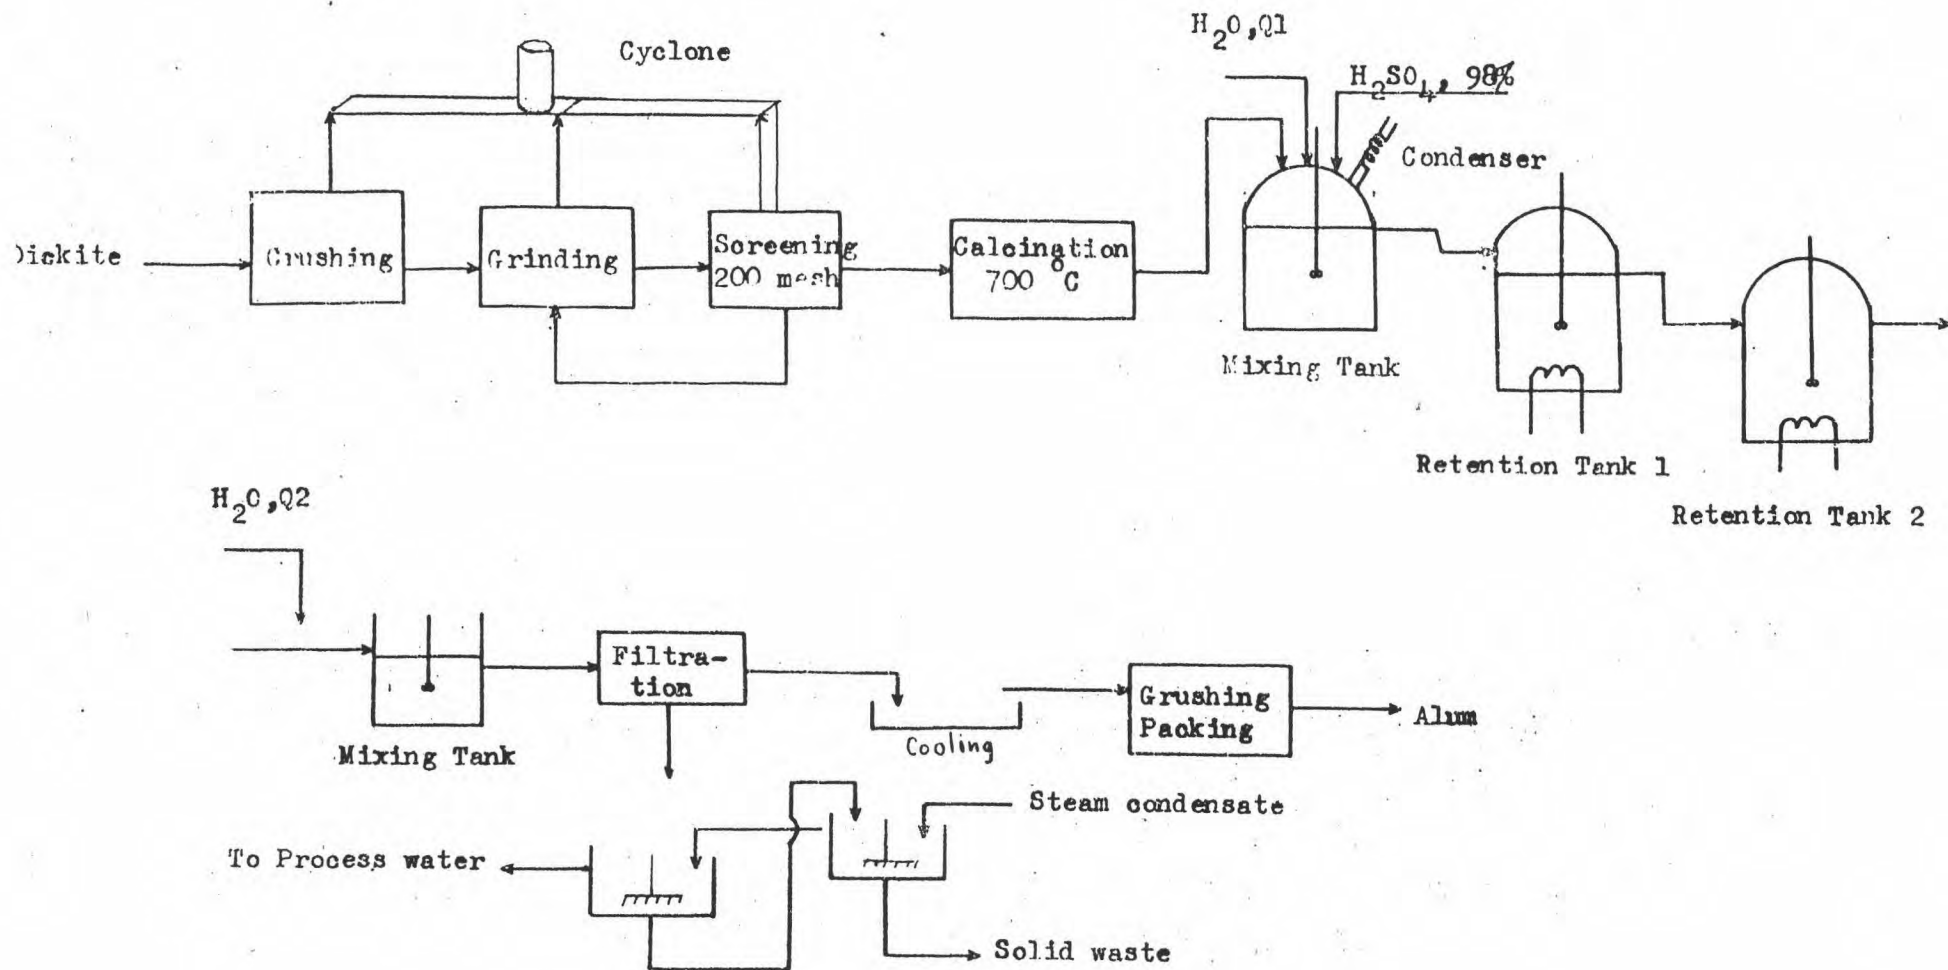 H2O,Q1
Cyclone
H2SO4, 98%
Condenser
Dickite
Crushing
Grinding
Screening
200 mesh
Calcination
700 °C
Mixing Tank
Retention Tank 1
Retention Tank 2
H2O,Q2
Filtra-
tion
Mixing Tank
Cooling
Grushing
Packing
Alum
Steam condensate
To Process water
Solid waste